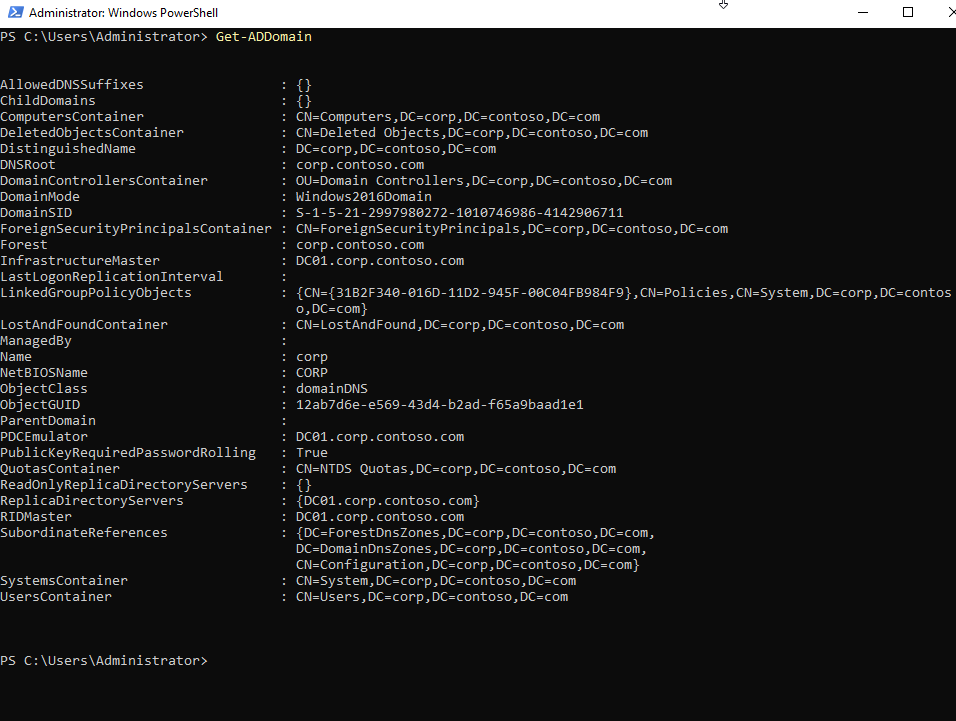 Administrator: Windows PowerShell
PS C:\Users\Administrator> Get-ADDomain
AllowedDNSSuffixes                 : {}
ChildDomains                       : {}
ComputersContainer                 : CN=Computers,DC=corp,DC=contoso,DC=com
DeletedObjectsContainer            : CN=Deleted Objects,DC=corp,DC=contoso,DC=com
DistinguishedName                  : DC=corp,DC=contoso,DC=com
DNSRoot                            : corp.contoso.com
DomainControllersContainer         : OU=Domain Controllers,DC=corp,DC=contoso,DC=com
DomainMode                         : Windows2016Domain
DomainSID                          : S-1-5-21-2997980272-1010746986-4142906711
ForeignSecurityPrincipalsContainer : CN=ForeignSecurityPrincipals,DC=corp,DC=contoso,DC=com
Forest                             : corp.contoso.com
InfrastructureMaster               : DC01.corp.contoso.com
LastLogonReplicationInterval       :
LinkedGroupPolicyObjects           : {CN={31B2F340-016D-11D2-945F-00C04FB984F9},CN=Policies,CN=System,DC=corp,DC=contos
                                     o,DC=com}
LostAndFoundContainer              : CN=LostAndFound,DC=corp,DC=contoso,DC=com
ManagedBy                          :
Name                               : corp
NetBIOSName                        : CORP
ObjectClass                        : domainDNS
ObjectGUID                         : 12ab7d6e-e569-43d4-b2ad-f65a9baad1e1
ParentDomain                       :
PDCEmulator                        : DC01.corp.contoso.com
PublicKeyRequiredPasswordRolling   : True
QuotasContainer                    : CN=NTDS Quotas,DC=corp,DC=contoso,DC=com
ReadOnlyReplicaDirectoryServers    : {}
ReplicaDirectoryServers            : {DC01.corp.contoso.com}
RIDMaster                          : DC01.corp.contoso.com
SubordinateReferences              : {DC=ForestDnsZones,DC=corp,DC=contoso,DC=com,
                                     DC=DomainDnsZones,DC=corp,DC=contoso,DC=com,
                                     CN=Configuration,DC=corp,DC=contoso,DC=com}
SystemsContainer                   : CN=System,DC=corp,DC=contoso,DC=com
UsersContainer                     : CN=Users,DC=corp,DC=contoso,DC=com
PS C:\Users\Administrator>